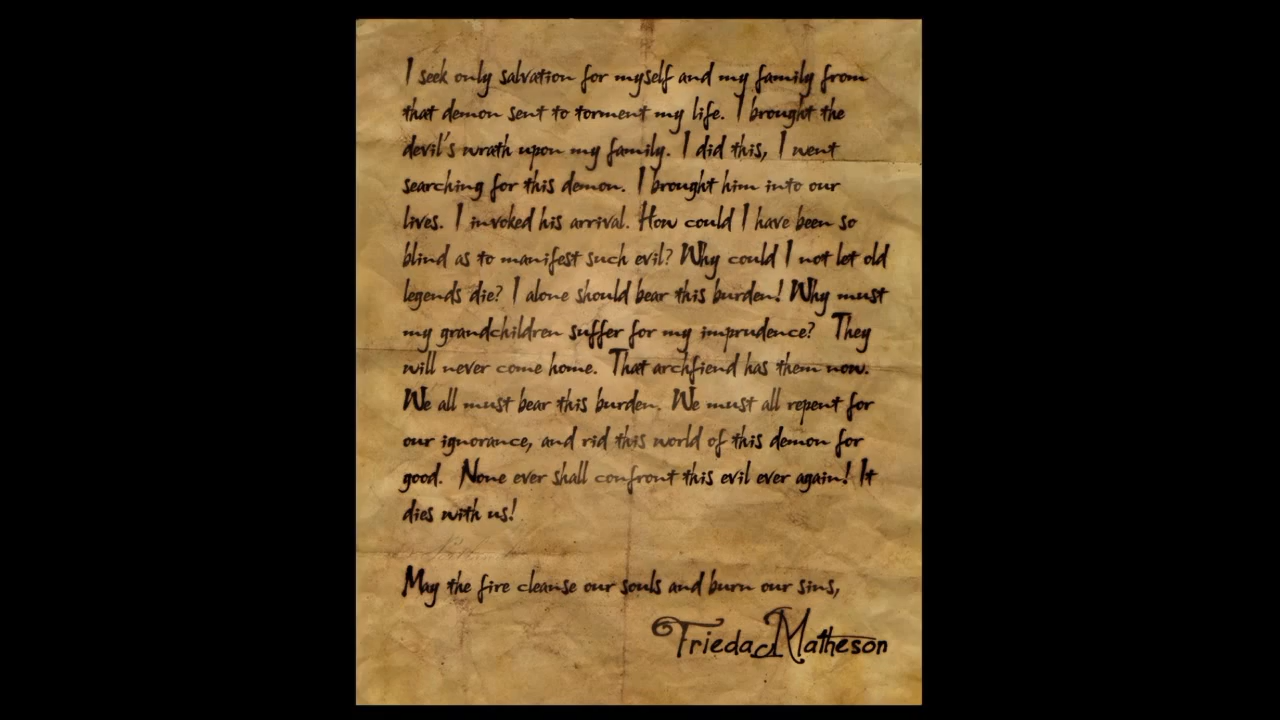 I seek only salvation for myself and my family from
that demon sent to torment my life. I brought the
devil's wrath upon my family. I did this, I went
searching for this demon. I brought him into our
lives. I invoked his arrival. How could I have been so
blind as to manifest such evil? Why could I not let old
legends die? I alone should bear this burden! Why must
my grandchildren suffer for my imprudence? They
will never come home. That archfiend has them now.
We all must bear this burden. We must all repent for
our ignorance, and rid this world of this demon for
good. None ever shall confront this evil ever again! It
dies with us!
May the fire cleanse our souls and burn our sins,
Frieda Matheson